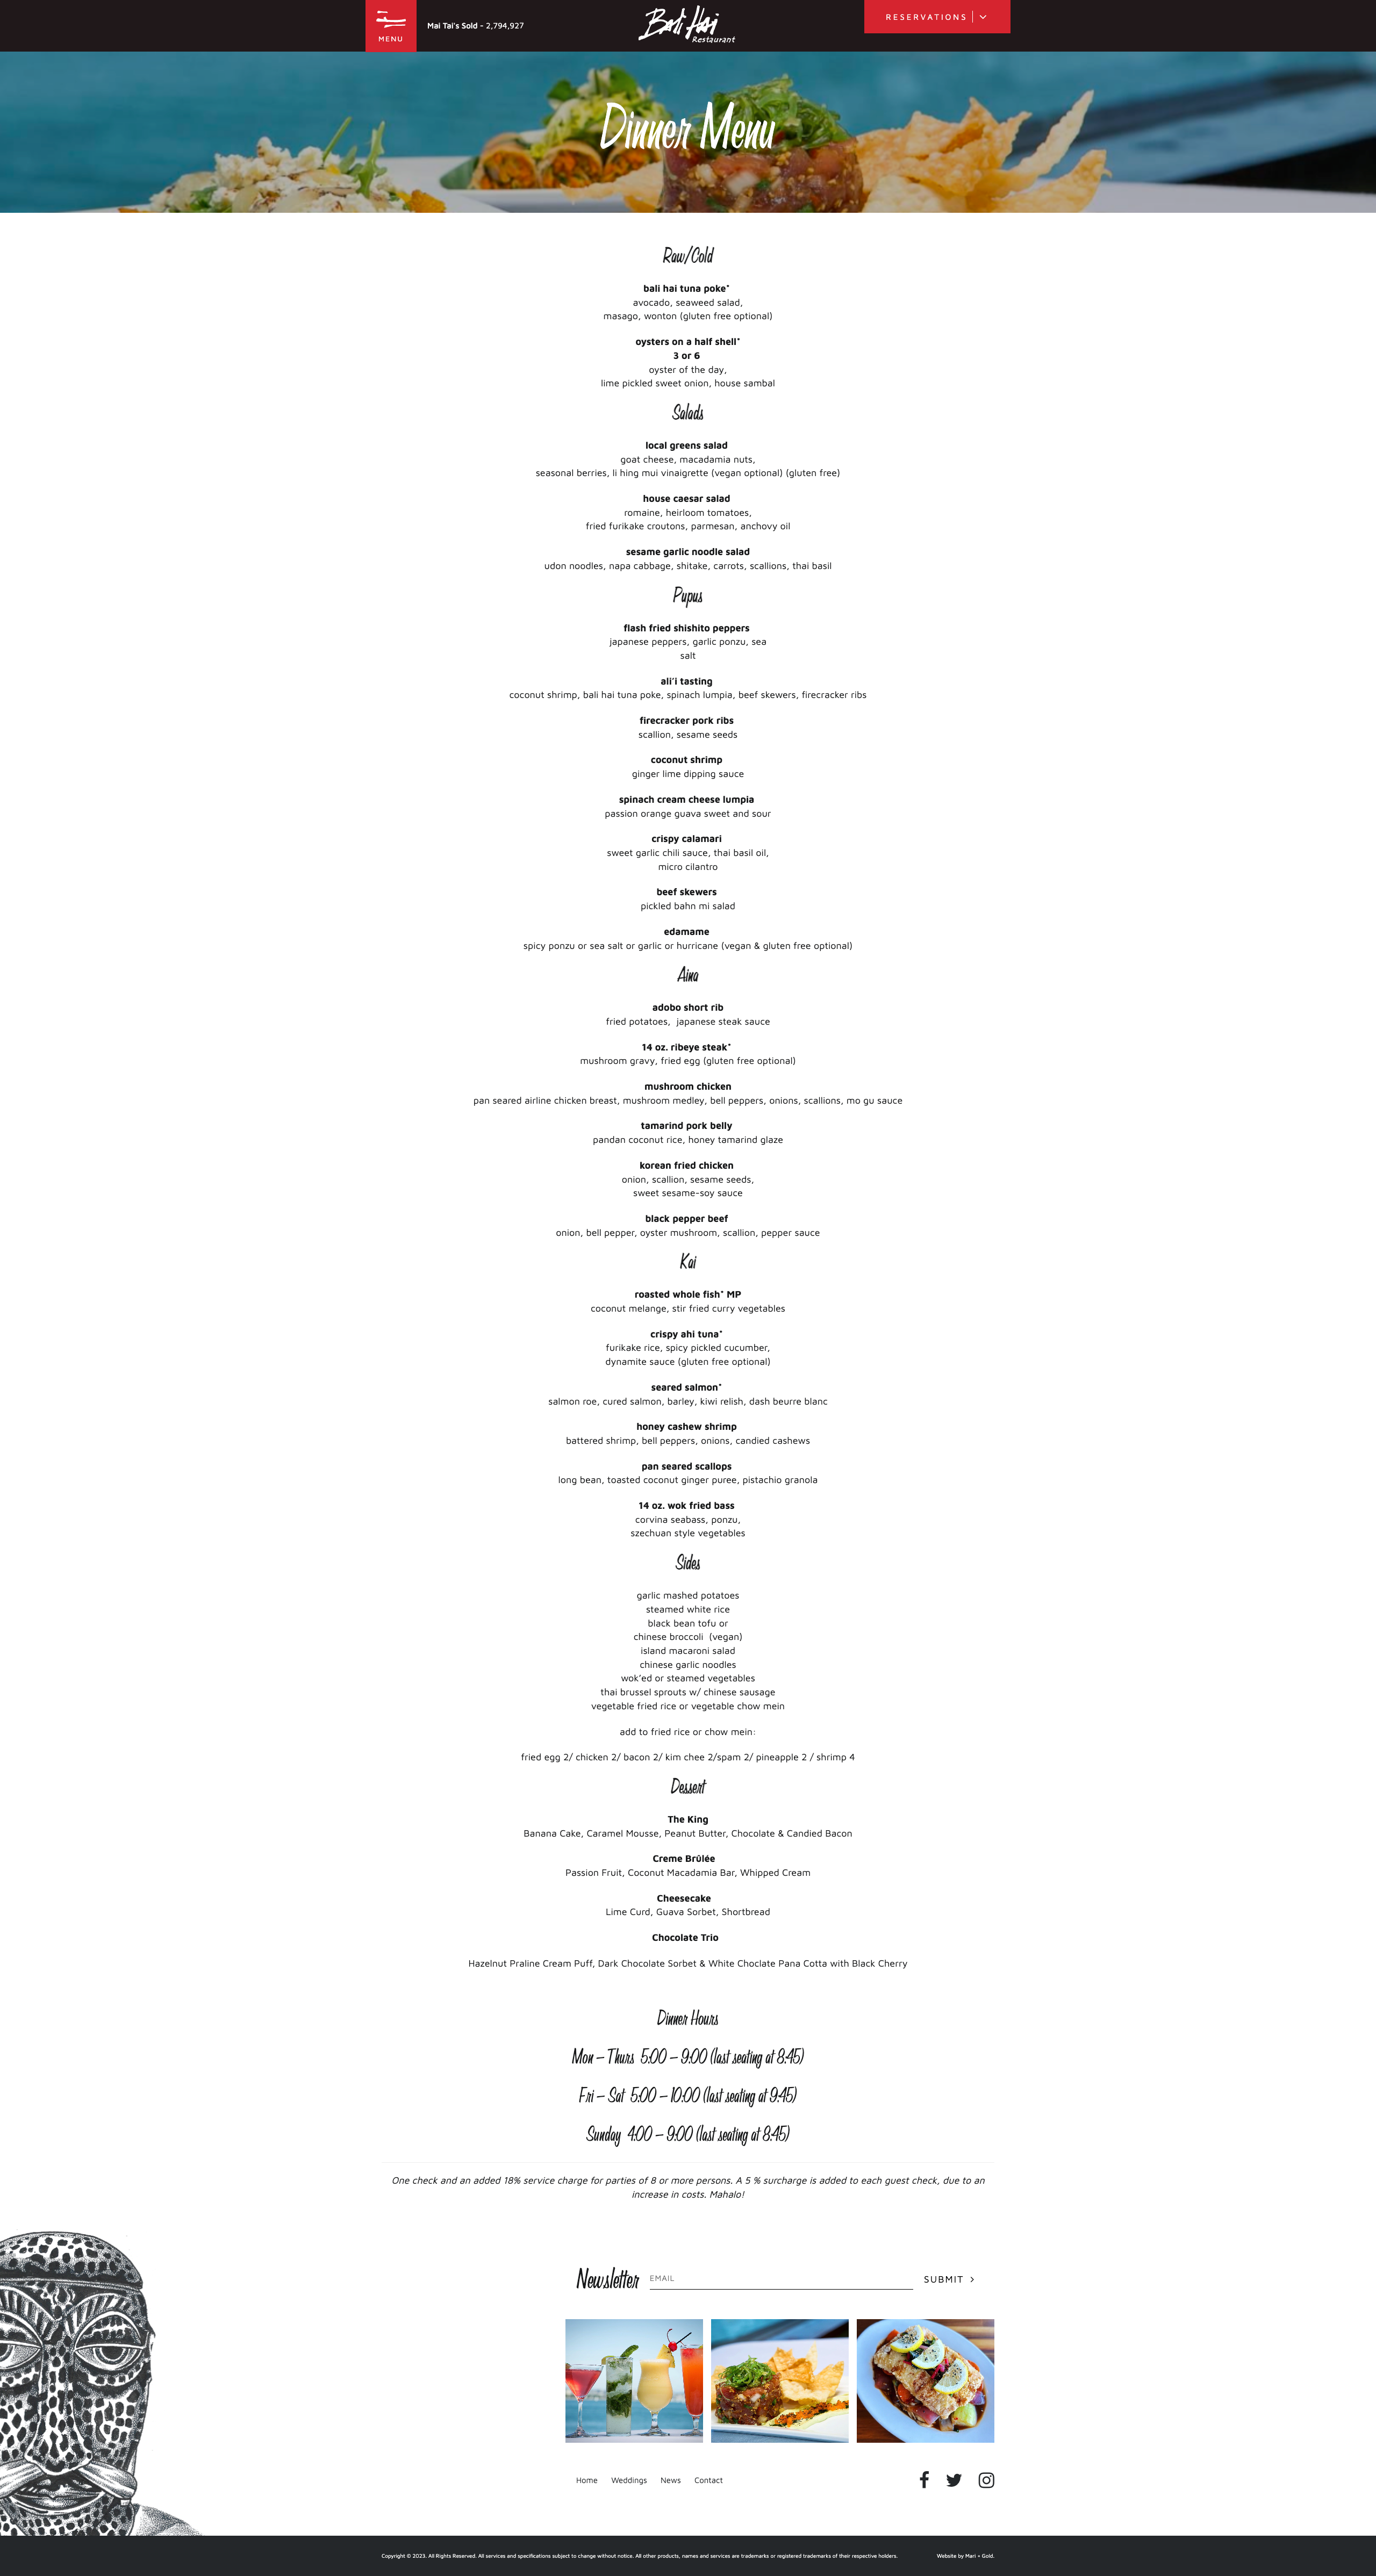 MENU
Mai Tai's Sold - 2,794,927
Bali Hai
Restaurant
RESERVATIONS
Dinner Menu
Raw/Cold
bali hai tuna poke*
avocado, seaweed salad,
masago, wonton (gluten free optional)
oysters on a half shell*
3 or 6
oyster of the day,
lime pickled sweet onion, house sambal
Salads
local greens salad
goat cheese, macadamia nuts,
seasonal berries, li hing mui vinaigrette (vegan optional) (gluten free)
house caesar salad
romaine, heirloom tomatoes,
fried furikake croutons, parmesan, anchovy oil
sesame garlic noodle salad
udon noodles, napa cabbage, shitake, carrots, scallions, thai basil
Pupus
flash fried shishito peppers
japanese peppers, garlic ponzu, sea
salt
ali'i tasting
coconut shrimp, bali hai tuna poke, spinach lumpia, beef skewers, firecracker ribs
firecracker pork ribs
scallion, sesame seeds
coconut shrimp
ginger lime dipping sauce
spinach cream cheese lumpia
passion orange guava sweet and sour
crispy calamari
sweet garlic chili sauce, thai basil oil,
micro cilantro
beef skewers
pickled bahn mi salad
edamame
spicy ponzu or sea salt or garlic or hurricane (vegan & gluten free optional)
Aina
adobo short rib
fried potatoes,  japanese steak sauce
14 oz. ribeye steak*
mushroom gravy, fried egg (gluten free optional)
mushroom chicken
pan seared airline chicken breast, mushroom medley, bell peppers, onions, scallions, mo gu sauce
tamarind pork belly
pandan coconut rice, honey tamarind glaze
korean fried chicken
onion, scallion, sesame seeds,
sweet sesame-soy sauce
black pepper beef
onion, bell pepper, oyster mushroom, scallion, pepper sauce
Kai
roasted whole fish* MP
coconut melange, stir fried curry vegetables
crispy ahi tuna*
furikake rice, spicy pickled cucumber,
dynamite sauce (gluten free optional)
seared salmon*
salmon roe, cured salmon, barley, kiwi relish, dash beurre blanc
honey cashew shrimp
battered shrimp, bell peppers, onions, candied cashews
pan seared scallops
long bean, toasted coconut ginger puree, pistachio granola
14 oz. wok fried bass
corvina seabass, ponzu,
szechuan style vegetables
Sides
garlic mashed potatoes
steamed white rice
black bean tofu or
chinese broccoli  (vegan)
island macaroni salad
chinese garlic noodles
wok'ed or steamed vegetables
thai brussel sprouts w/ chinese sausage
vegetable fried rice or vegetable chow mein
add to fried rice or chow mein:
fried egg 2/ chicken 2/ bacon 2/ kim chee 2/spam 2/ pineapple 2 / shrimp 4
Dessert
The King
Banana Cake, Caramel Mousse, Peanut Butter, Chocolate & Candied Bacon
Creme Brûlée
Passion Fruit, Coconut Macadamia Bar, Whipped Cream
Cheesecake
Lime Curd, Guava Sorbet, Shortbread
Chocolate Trio
Hazelnut Praline Cream Puff, Dark Chocolate Sorbet & White Choclate Pana Cotta with Black Cherry
Dinner Hours
Mon – Thurs  5:00 – 9:00 (last seating at 8:45)
Fri – Sat  5:00 – 10:00 (last seating at 9:45)
Sunday  4:00 – 9:00 (last seating at 8:45)
One check and an added 18% service charge for parties of 8 or more persons. A 5 % surcharge is added to each guest check, due to an
increase in costs. Mahalo!
Newsletter
EMAIL
SUBMIT
Home Weddings News Contact
Copyright © 2023. All Rights Reserved. All services and specifications subject to change without notice. All other products, names and services are trademarks or registered trademarks of their respective holders.
Website by Mari + Gold.